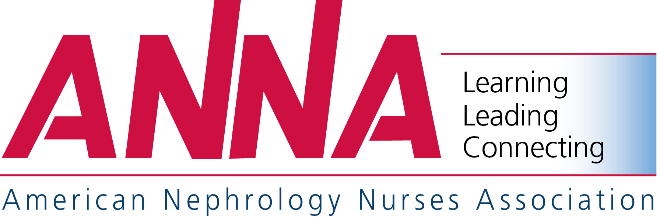 ANNA
Learning
Leading
Connecting
American Nephrology Nurses Association